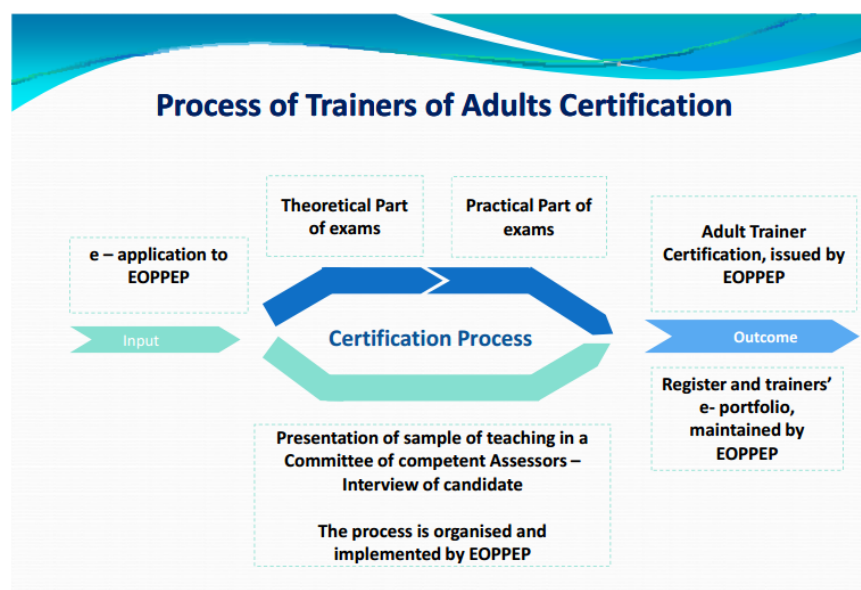 Process of Trainers of Adults Certification
Theoretical Part
of exams
Practical Part of
exams
e – application to
EOPPEP
Adult Trainer
Certification, issued by
EOPPEP
Input
Certification Process
Outcome
Register and trainers’
e- portfolio,
maintained by
EOPPEP
Presentation of sample of teaching in a
Committee of competent Assessors –
Interview of candidate
The process is organised and
implemented by EOPPEP